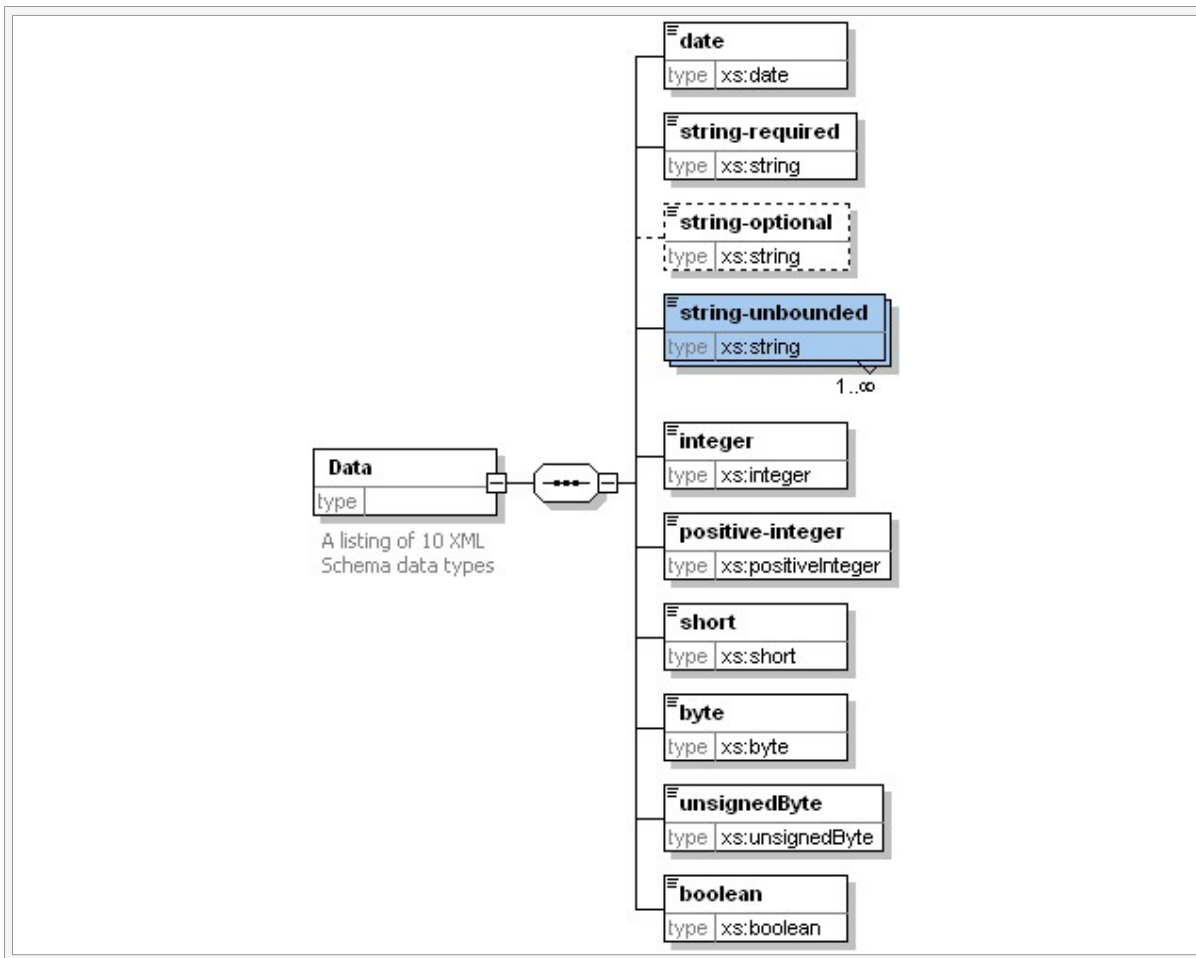 date
type xs:date
string-required
type xs:string
string-optional
type xs:string
string-unbounded
type xs:string
1..∞
Data
type
A listing of 10 XML
Schema data types
integer
type xs:integer
positive-integer
type xs:positiveInteger
short
type xs:short
byte
type xs:byte
unsignedByte
type xs:unsignedByte
boolean
type xs:boolean